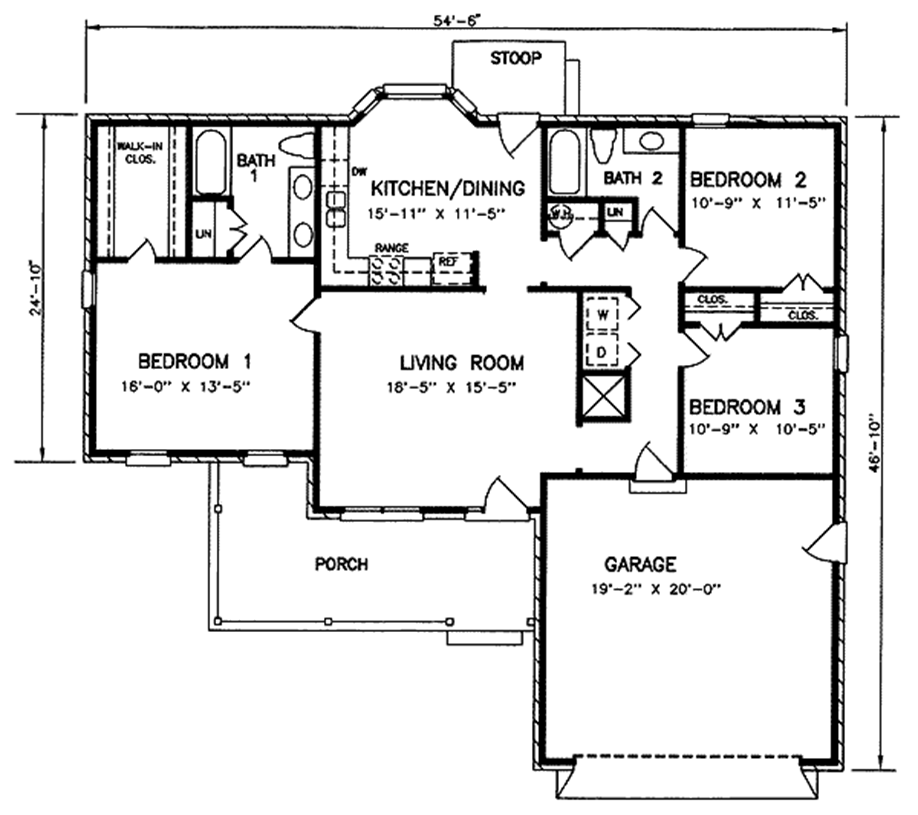 54'-6"
STOOP
WALK-IN
CLOS.
BATH
1
LIN
DW
KITCHEN/DINING
15'-11" X 11'-5"
RANGE
REF
BATH 2
W.H.
LIN
BEDROOM 2
10'-9" X 11'-5"
CLOS.
CLOS.
24'-10"
BEDROOM 1
16'-0" X 13'-5"
LIVING ROOM
18'-5" X 15'-5"
W
D
BEDROOM 3
10'-9" X 10'-5"
46'-10"
PORCH
GARAGE
19'-2" X 20'-0"